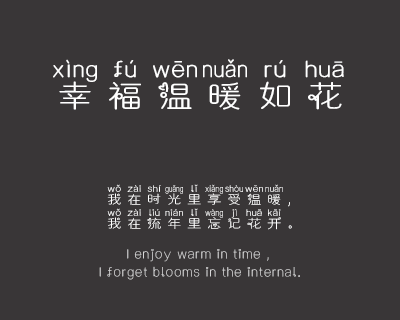 xìng fú wēn nuǎn rú huā
幸福温暖如花
wǒ zài shí guāng lǐ xiǎng shòu wēn nuǎn
我在时光里享受温暖，
wǒ zài liú nián lǐ wàng jì huā kāi
我在流年里忘记花开。
I enjoy warm in time ,
I forget blooms in the internal.